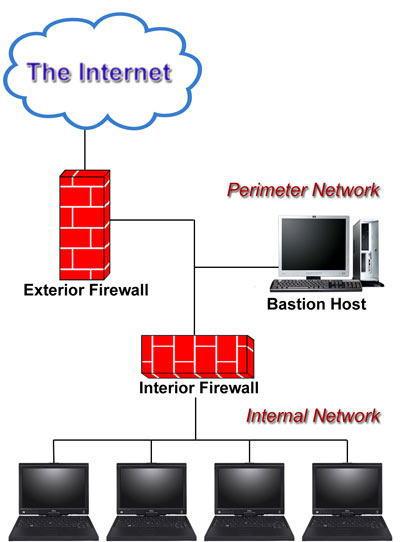 The Internet
Perimeter Network
Exterior Firewall
Bastion Host
Interior Firewall
Internal Network